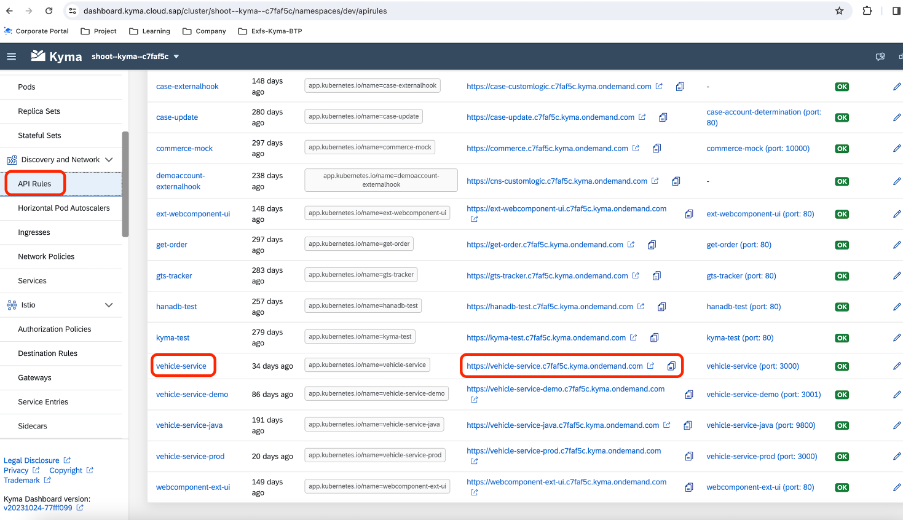 dashboard.kyma.cloud.sap/cluster/shoot--kyma--c7faf5c/namespaces/dev/apirules
Corporate Portal
Project
Learning
Company
Exfs-Kyma-BTP
Kyma
shoot--kyma--c7faf5c
Pods
Replica Sets
Stateful Sets
Discovery and Network
API Rules
Horizontal Pod Autoscalers
Ingresses
Network Policies
Services
Istio
Authorization Policies
Destination Rules
Gateways
Service Entries
Sidecars
Legal Disclosure
Privacy
Copyright
Trademark
Kyma Dashboard version:
v20231024-77fff099
case-externalhook
148 days
ago
app.kubernetes.io/name=case-externalhook
https://case-customlogic.c7faf5c.kyma.ondemand.com
-
OK
case-update
280 days
ago
app.kubernetes.io/name=case-update
https://case-update.c7faf5c.kyma.ondemand.com
case-account-determination (port:
80)
OK
commerce-mock
297 days
ago
app.kubernetes.io/name=commerce-mock
https://commerce.c7faf5c.kyma.ondemand.com
commerce-mock (port: 10000)
OK
demoaccount-
externalhook
238 days
ago
app.kubernetes.io/name=demoaccount-
externalhook
https://cns-customlogic.c7faf5c.kyma.ondemand.com
-
OK
ext-webcomponent-ui
148 days
ago
app.kubernetes.io/name=ext-webcomponent-ui
https://ext-webcomponent-ui.c7faf5c.kyma.ondemand.com
ext-webcomponent-ui (port: 80)
OK
get-order
297 days
ago
app.kubernetes.io/name=get-order
https://get-order.c7faf5c.kyma.ondemand.com
get-order (port: 80)
OK
gts-tracker
283 days
ago
app.kubernetes.io/name=gts-tracker
https://gts-tracker.c7faf5c.kyma.ondemand.com
gts-tracker (port: 80)
OK
hanadb-test
257 days
ago
app.kubernetes.io/name=hanadb-test
https://hanadb-test.c7faf5c.kyma.ondemand.com
hanadb-test (port: 80)
OK
kyma-test
279 days
ago
app.kubernetes.io/name=kyma-test
https://kyma-test.c7faf5c.kyma.ondemand.com
kyma-test (port: 80)
OK
vehicle-service
34 days ago
app.kubernetes.io/name=vehicle-service
https://vehicle-service.c7faf5c.kyma.ondemand.com
vehicle-service (port: 3000)
OK
vehicle-service-demo
86 days ago
app.kubernetes.io/name=vehicle-service-demo
https://vehicle-service-demo.c7faf5c.kyma.ondemand.com
vehicle-service-demo (port: 3001)
OK
vehicle-service-java
191 days
ago
app.kubernetes.io/name=vehicle-service-java
https://vehicle-service-java.c7faf5c.kyma.ondemand.com
vehicle-service-java (port: 9800)
OK
vehicle-service-prod
20 days ago
app.kubernetes.io/name=vehicle-service-prod
https://vehicle-service-prod.c7faf5c.kyma.ondemand.com
vehicle-service-prod (port: 3000)
OK
webcomponent-ext-ui
149 days
ago
app.kubernetes.io/name=webcomponent-ext-ui
https://webcomponent-ext-ui.c7faf5c.kyma.ondemand.com
webcomponent-ext-ui (port: 80)
OK